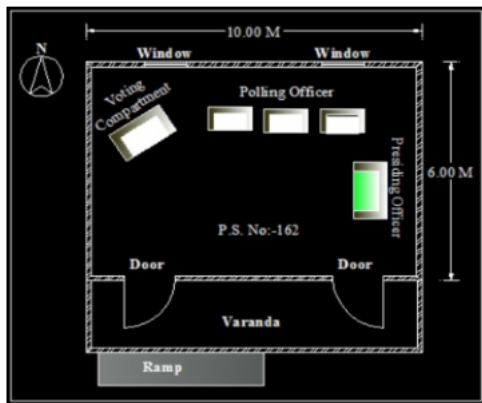 10.00 M
N
Window
Window
Voting
Compartment
Polling Officer
Presiding Officer
6.00 M
P.S. No:-162
Door
Door
Varanda
Ramp